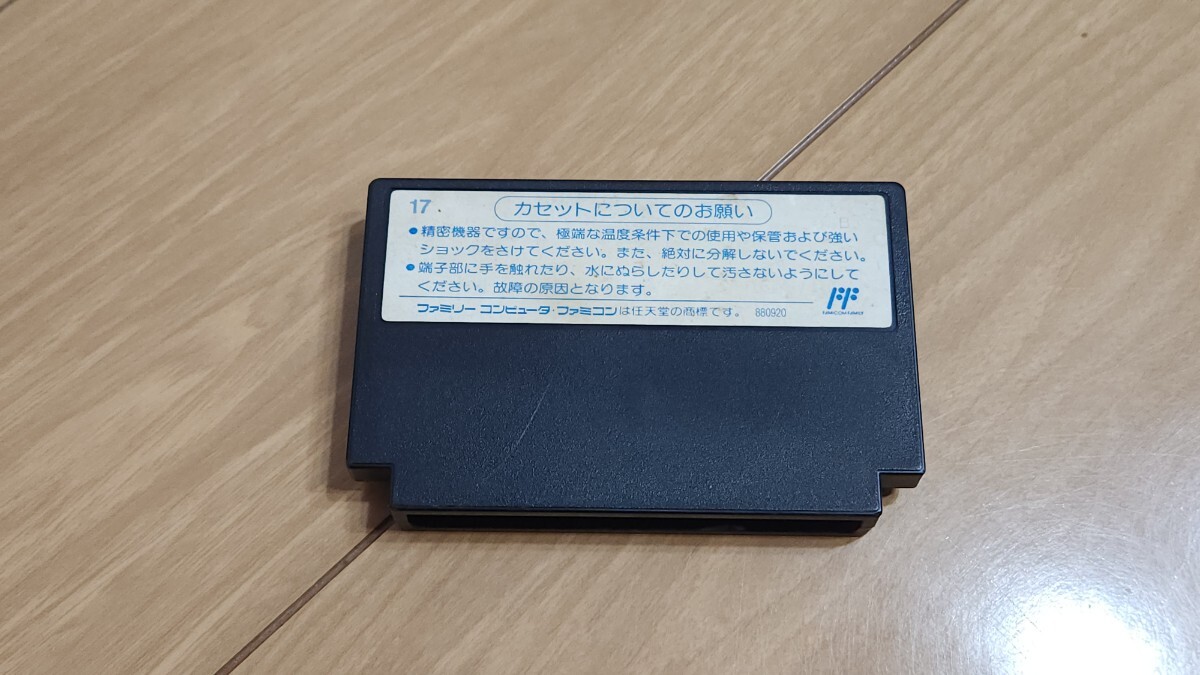 17
カセットについてのお願い
●精密機器ですので、極端な温度条件下での使用や保管および強い
ショックをさけてください。また、絶対に分解しないでください。
●端子部に手を触れたり、水にぬらしたりして汚さないようにして
ください。故障の原因となります。
FF
FAMICOM FAMILY
ファミリー コンピュータ・ファミコンは任天堂の商標です。 880920